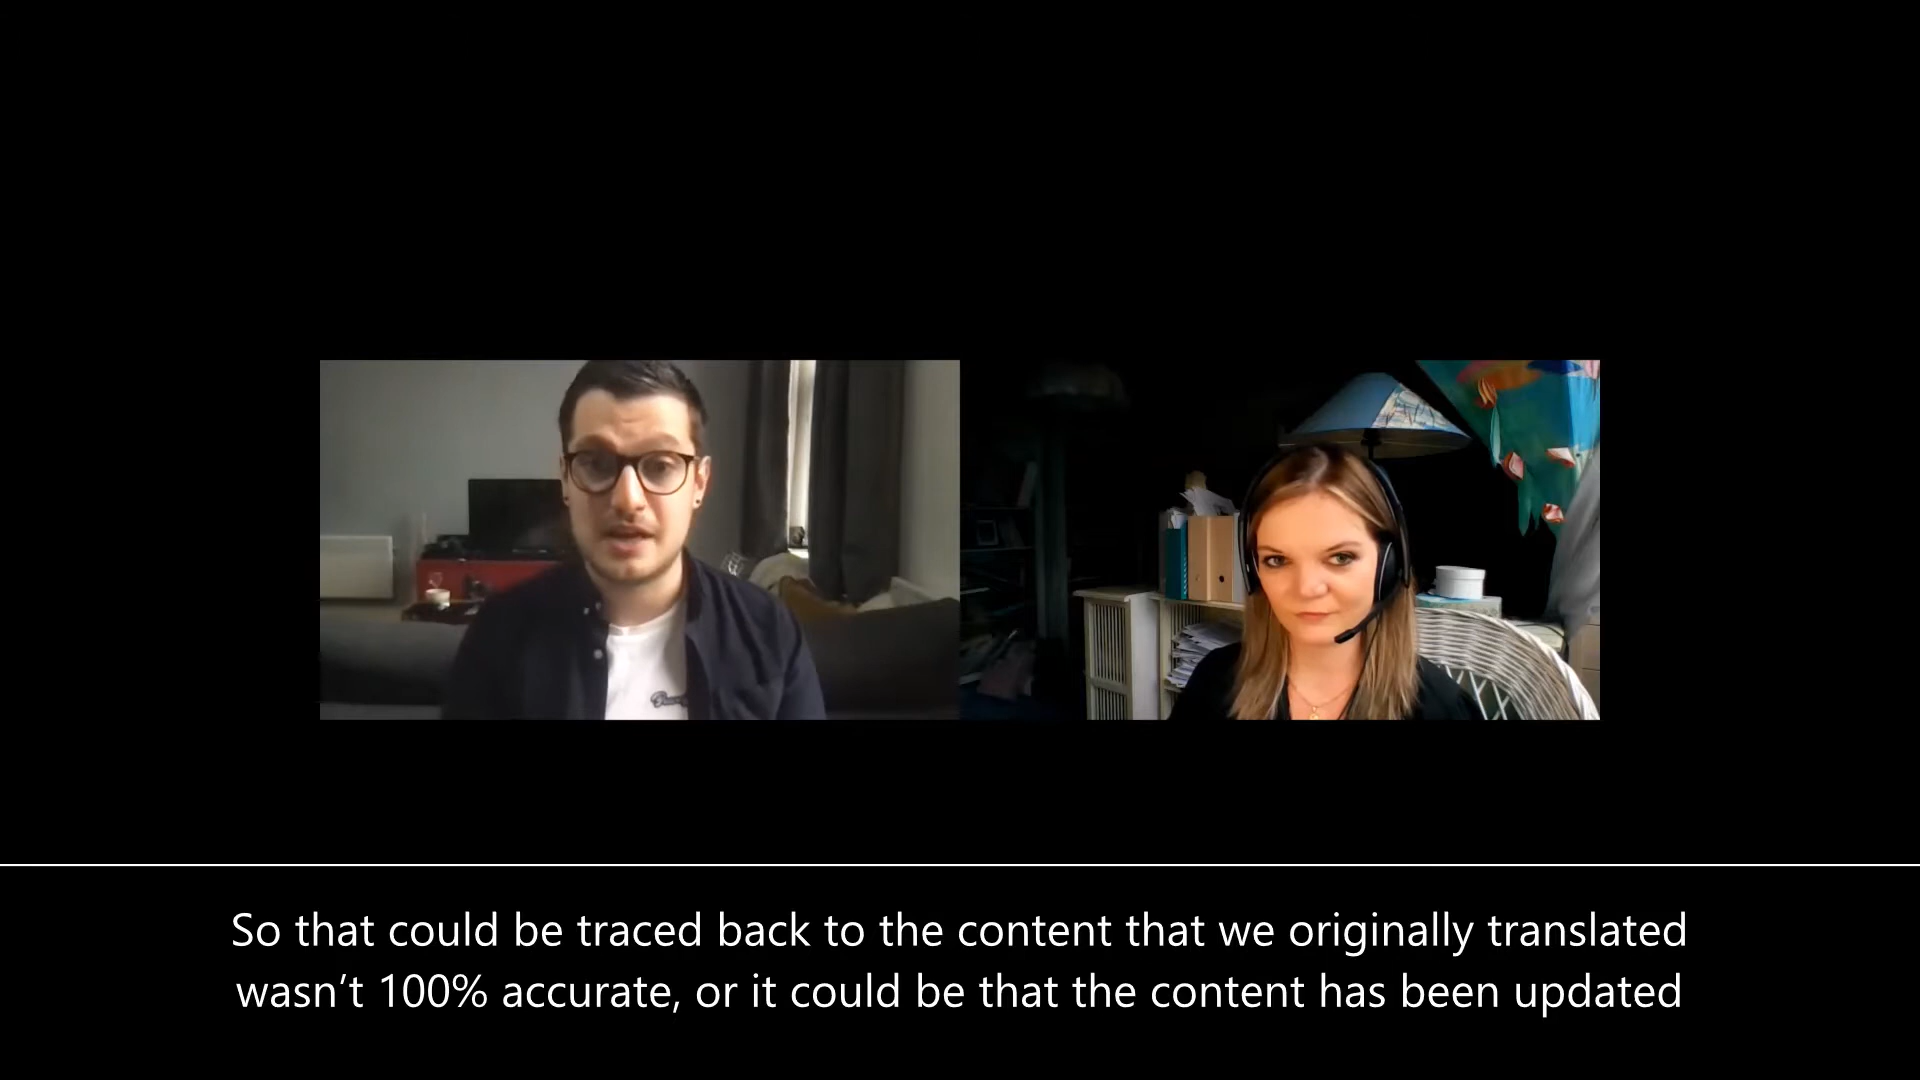 So that could be traced back to the content that we originally translated
wasn’t 100% accurate, or it could be that the content has been updated